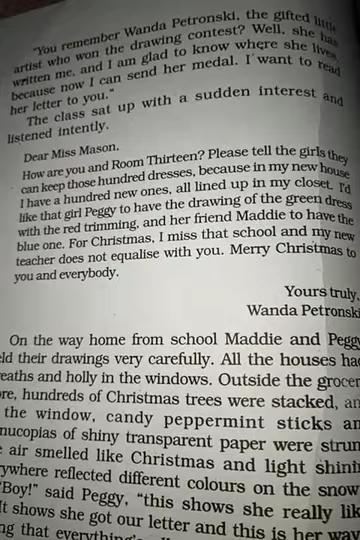 "You remember Wanda Petronski, the gifted little
artist who won the drawing contest? Well, she has
written me, and I am glad to know where she lives,
because now I can send her medal. I want to read
her letter to you."
The class sat up with a sudden interest and
listened intently.
Dear Miss Mason,
How are you and Room Thirteen? Please tell the girls they
can keep those hundred dresses, because in my new house
I have a hundred new ones, all lined up in my closet. I'd
like that girl Peggy to have the drawing of the green dress
with the red trimming, and her friend Maddie to have the
blue one. For Christmas, I miss that school and my new
teacher does not equalise with you. Merry Christmas to
you and everybody.
Yours truly,
Wanda Petronski
On the way home from school Maddie and Peggy
eld their drawings very carefully. All the houses had
reaths and holly in the windows. Outside the grocer
ore, hundreds of Christmas trees were stacked, an
the window, candy peppermint sticks an
nucopias of shiny transparent paper were strun
air smelled like Christmas and light shini
rywhere reflected different colours on the snow
"Boy!" said Peggy, "this shows she really lik
It shows she got our letter and this is her way
ng that